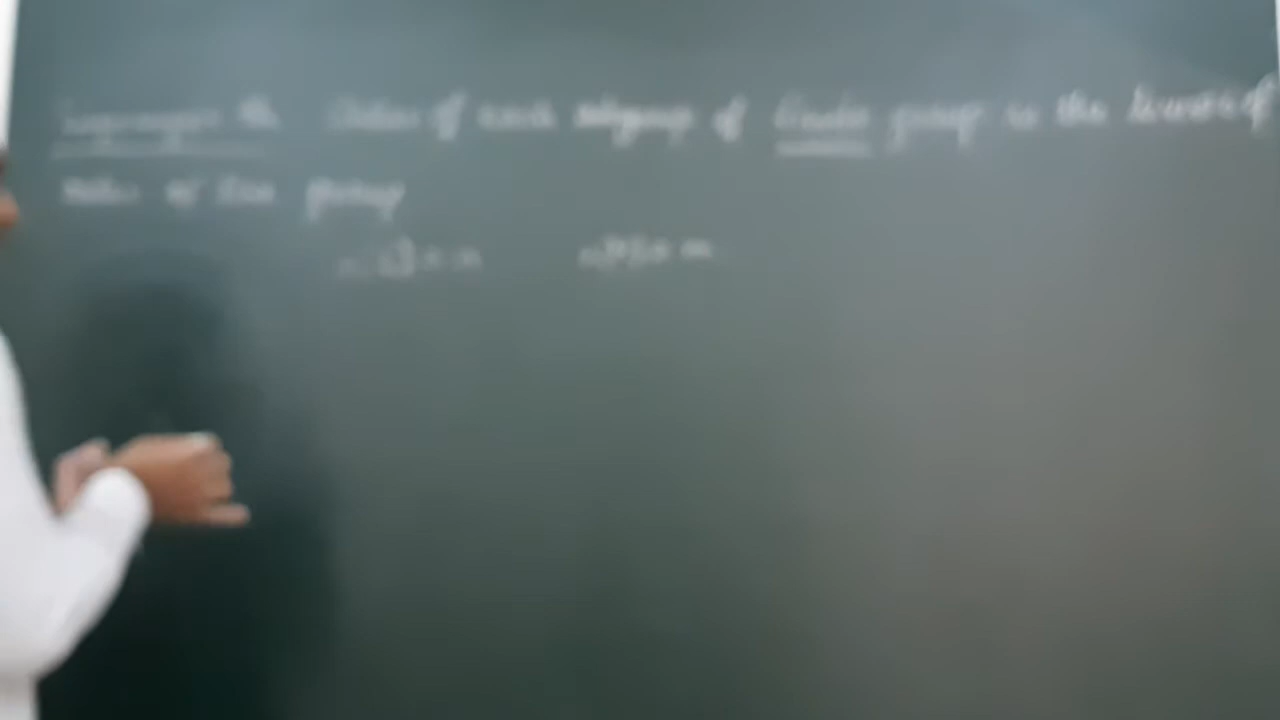 Lagrange's Th Order of each subgroup of finite group is the divisor of
order of the group
o(G) = n o(H) = m